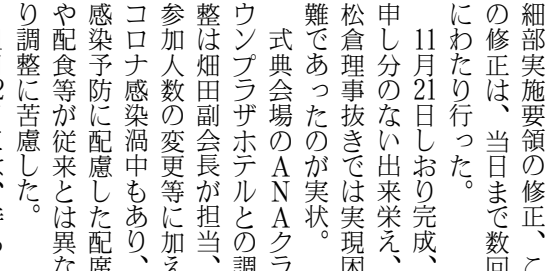 細部実施要領の修正、こ
の修正は、当日まで数回
にわたり行った。
11月21日しおり完成、
申し分のない出来栄え、
松倉理事抜きでは実現困
難であったのが実状。
式典会場のANAクラ
ウンプラザホテルとの調
整は畑田副会長が担当、
参加人数の変更等に加え
コロナ感染渦中もあり、
感染予防に配慮した配席
や配食等が従来とは異な
り調整に苦慮した。